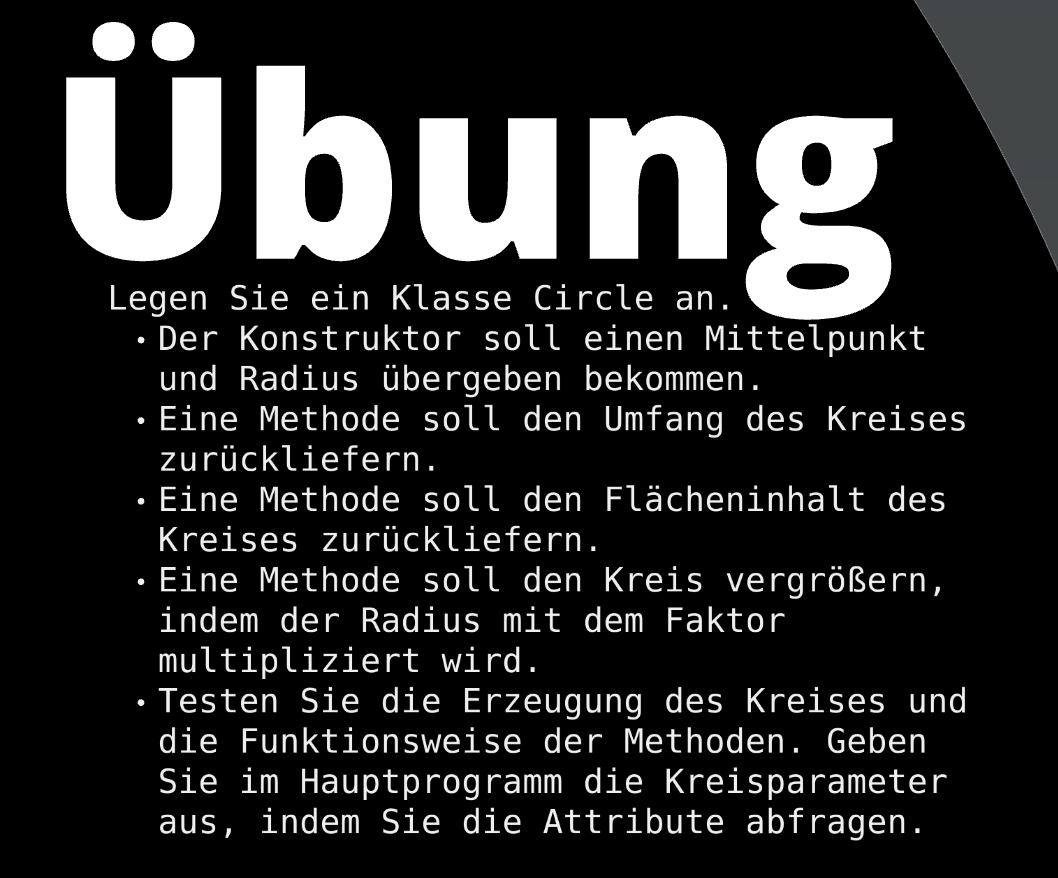 Übung
Legen Sie ein Klasse Circle an.
• Der Konstruktor soll einen Mittelpunkt
und Radius übergeben bekommen.
• Eine Methode soll den Umfang des Kreises
zurückliefern.
• Eine Methode soll den Flächeninhalt des
Kreises zurückliefern.
• Eine Methode soll den Kreis vergrößern,
indem der Radius mit dem Faktor
multipliziert wird.
• Testen Sie die Erzeugung des Kreises und
die Funktionsweise der Methoden. Geben
Sie im Hauptprogramm die Kreisparameter
aus, indem Sie die Attribute abfragen.